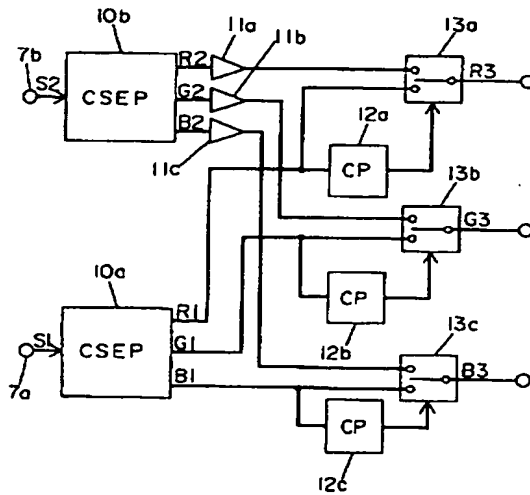 10b
11a
11b
13a
7b
S2
CSEP
R2
G2
B2
R3
11c
12a
CP
13b
G3
10a
12b
CP
13c
7a
S1
CSEP
R1
G1
B1
B3
CP
12c